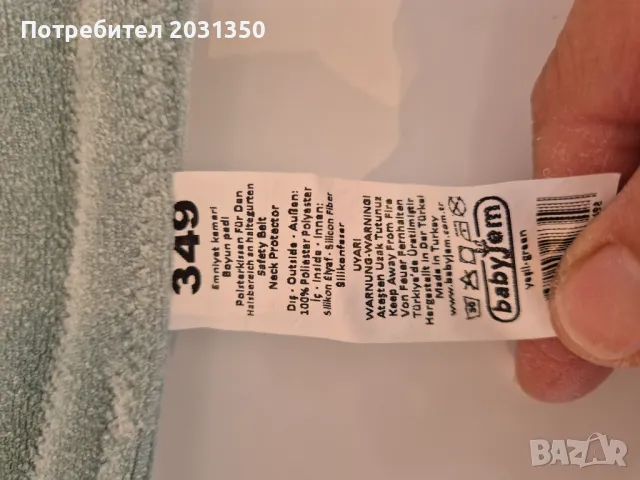 Потребител 2031350
349
Emniyet kemeri
Boyun pedi
Polsterkissen Für Den
Halsbereich an haltegurten
Safety Belt
Neck Protector
Dış - Outside - Außen:
100% Poliester Polyester
İç - Inside - Innen:
Silikon Elyaf - Silicon Fiber
Silikonfaser
UYARI
WARNUNG-WARNING!
Ateşten Uzak Tutunuz
Keep Away From Fire
Von Feuer Fernhalten
Türkiye'de Üretilmiştir
Hergestellt in Der Türkei
Made in Turkey
www.babyjem.com.tr
30
babyjem
yeşil-green
BAZAR